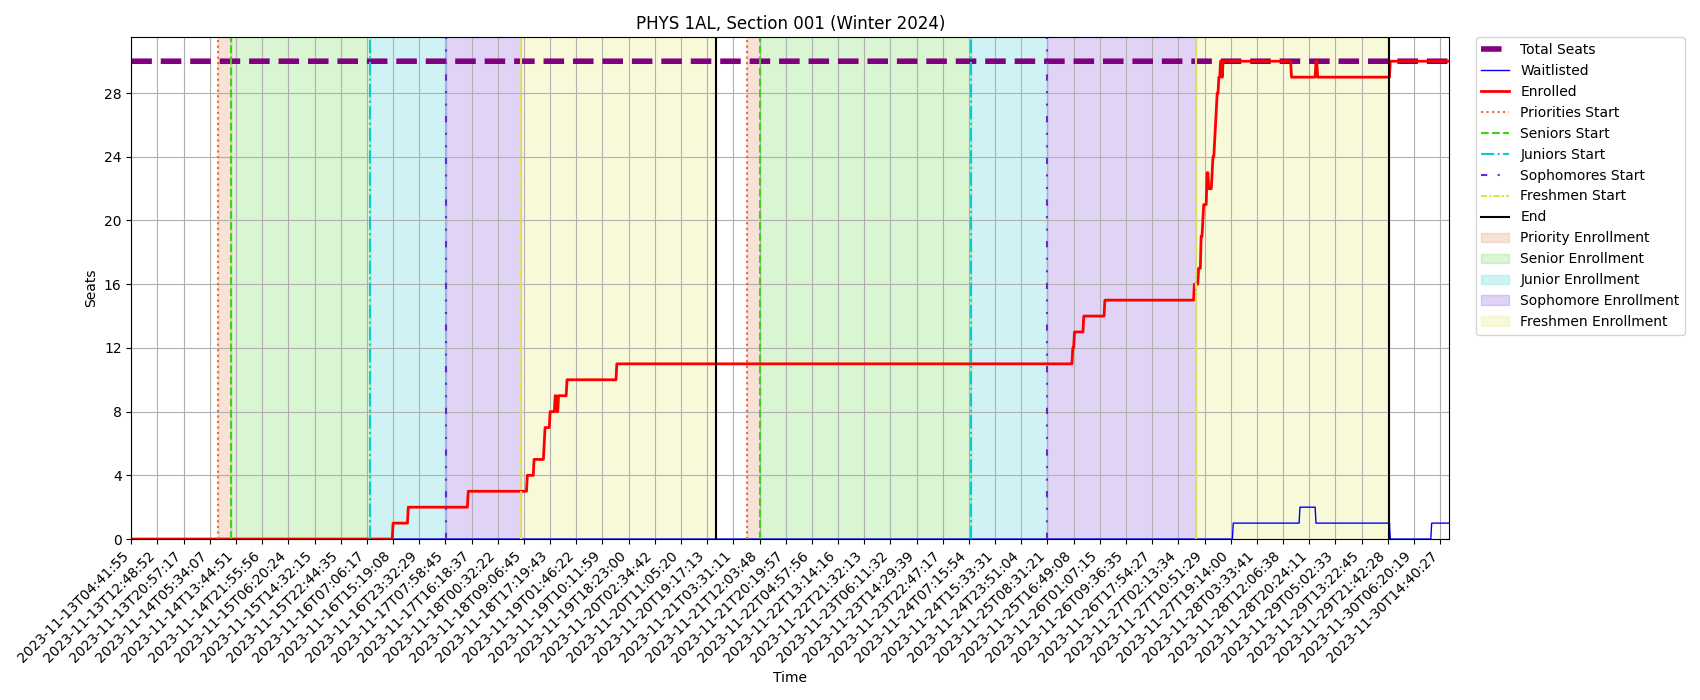 PHYS 1AL, Section 001 (Winter 2024)
Seats
28
24
20
16
12
8
4
0
2023-11-13T04:41:55
2023-11-13T12:48:52
2023-11-13T20:57:17
2023-11-14T05:34:07
2023-11-14T13:44:51
2023-11-14T21:55:56
2023-11-15T06:20:24
2023-11-15T14:32:15
2023-11-15T22:44:35
2023-11-16T07:06:17
2023-11-16T15:19:08
2023-11-16T23:32:29
2023-11-17T07:58:45
2023-11-17T16:18:37
2023-11-18T00:32:22
2023-11-18T09:06:45
2023-11-18T17:19:43
2023-11-19T01:46:22
2023-11-19T10:11:59
2023-11-19T18:23:00
2023-11-20T02:34:42
2023-11-20T11:05:20
2023-11-20T19:17:13
2023-11-21T03:31:11
2023-11-21T12:03:48
2023-11-21T20:19:57
2023-11-22T04:57:56
2023-11-22T13:14:16
2023-11-22T21:32:13
2023-11-23T06:11:32
2023-11-23T14:29:39
2023-11-23T22:47:17
2023-11-24T07:15:54
2023-11-24T15:33:31
2023-11-24T23:51:04
2023-11-25T08:31:21
2023-11-25T16:49:08
2023-11-26T01:07:15
2023-11-26T09:36:35
2023-11-26T17:54:27
2023-11-27T02:13:34
2023-11-27T10:51:29
2023-11-27T19:14:00
2023-11-28T03:33:41
2023-11-28T12:06:38
2023-11-28T20:24:11
2023-11-29T05:02:33
2023-11-29T13:22:45
2023-11-29T21:42:28
2023-11-30T06:20:19
2023-11-30T14:40:27
Time
Total Seats
Waitlisted
Enrolled
Priorities Start
Seniors Start
Juniors Start
Sophomores Start
Freshmen Start
End
Priority Enrollment
Senior Enrollment
Junior Enrollment
Sophomore Enrollment
Freshmen Enrollment